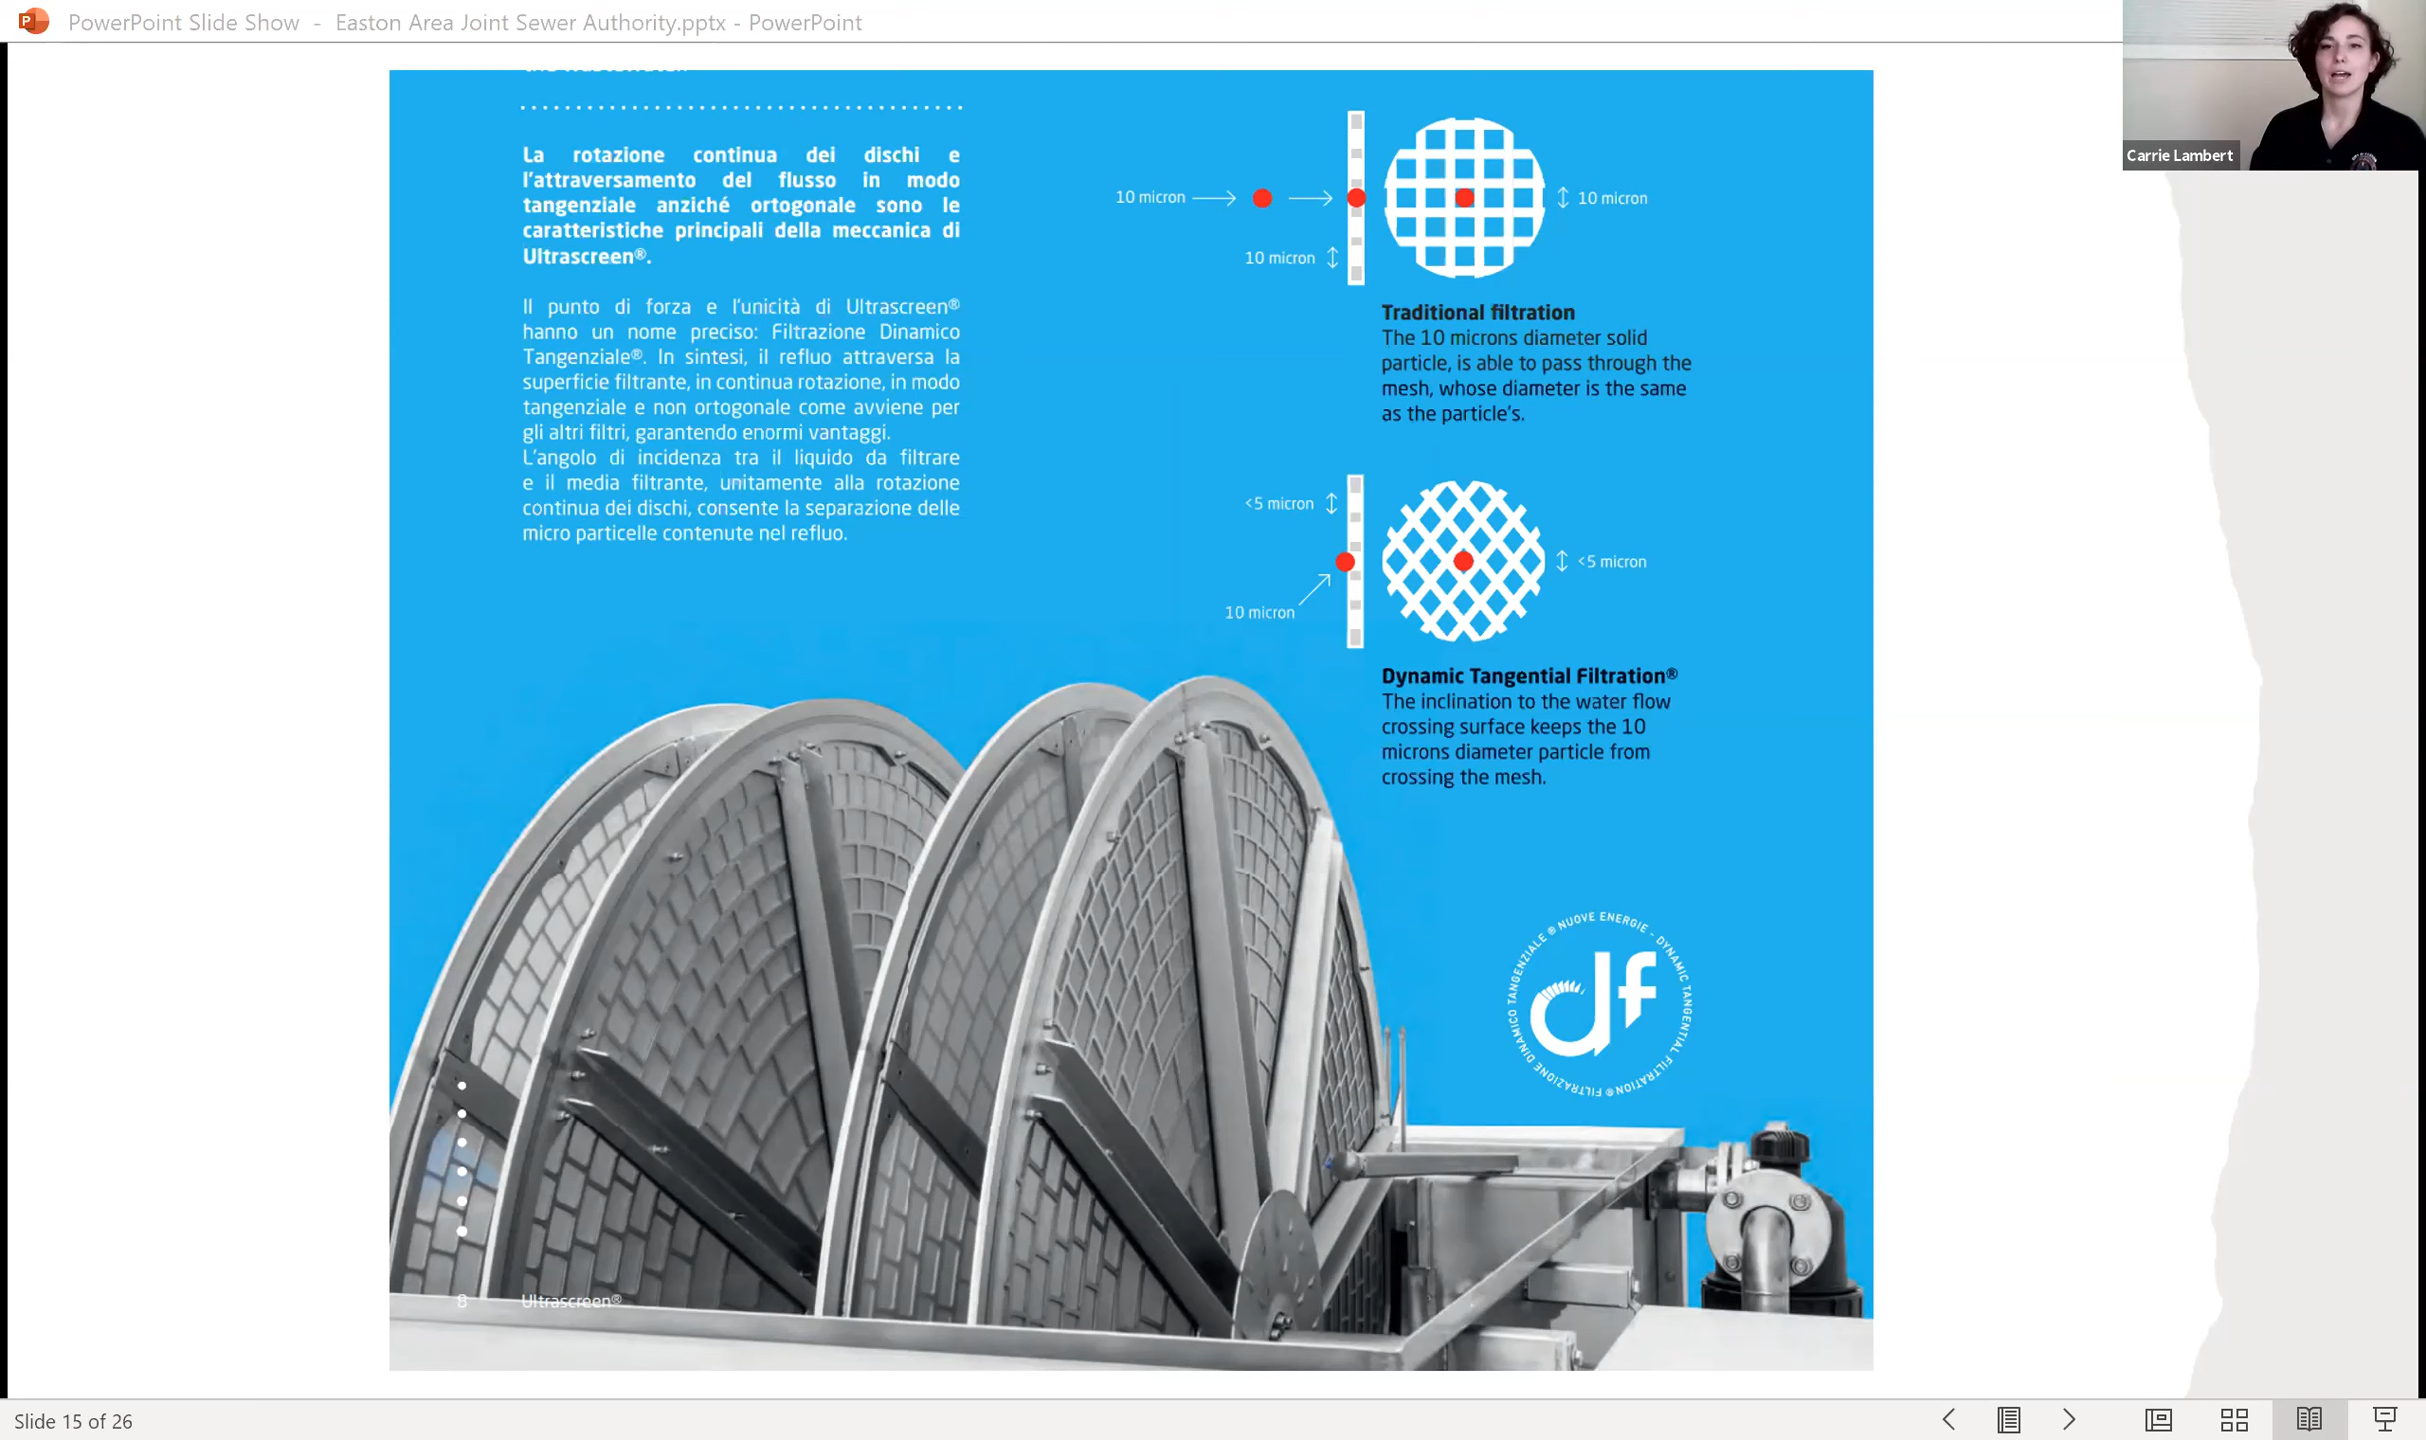 PowerPoint Slide Show - Easton Area Joint Sewer Authority.pptx - PowerPoint
Carrie Lambert
La rotazione continua dei dischi e
l'attraversamento del flusso in modo
tangenziale anziché ortogonale sono le
caratteristiche principali della meccanica di
Ultrascreen®.
Il punto di forza e l'unicità di Ultrascreen®
hanno un nome preciso: Filtrazione Dinamico
Tangenziale®. In sintesi, il refluo attraversa la
superficie filtrante, in continua rotazione, in modo
tangenziale e non ortogonale come avviene per
gli altri filtri, garantendo enormi vantaggi.
L'angolo di incidenza tra il liquido da filtrare
e il media filtrante, unitamente alla rotazione
continua dei dischi, consente la separazione delle
micro particelle contenute nel refluo.
10 micron
10 micron
10 micron
Traditional filtration
The 10 microns diameter solid
particle, is able to pass through the
mesh, whose diameter is the same
as the particle's.
<5 micron
<5 micron
10 micron
Dynamic Tangential Filtration®
The inclination to the water flow
crossing surface keeps the 10
microns diameter particle from
crossing the mesh.
® NUOVE ENERGIE - DYNAMIC TANGENTIAL FILTRATION ® FILTRAZIONE DINAMICO TANGENZIALE
df
8 Ultrascreen®
Slide 15 of 26